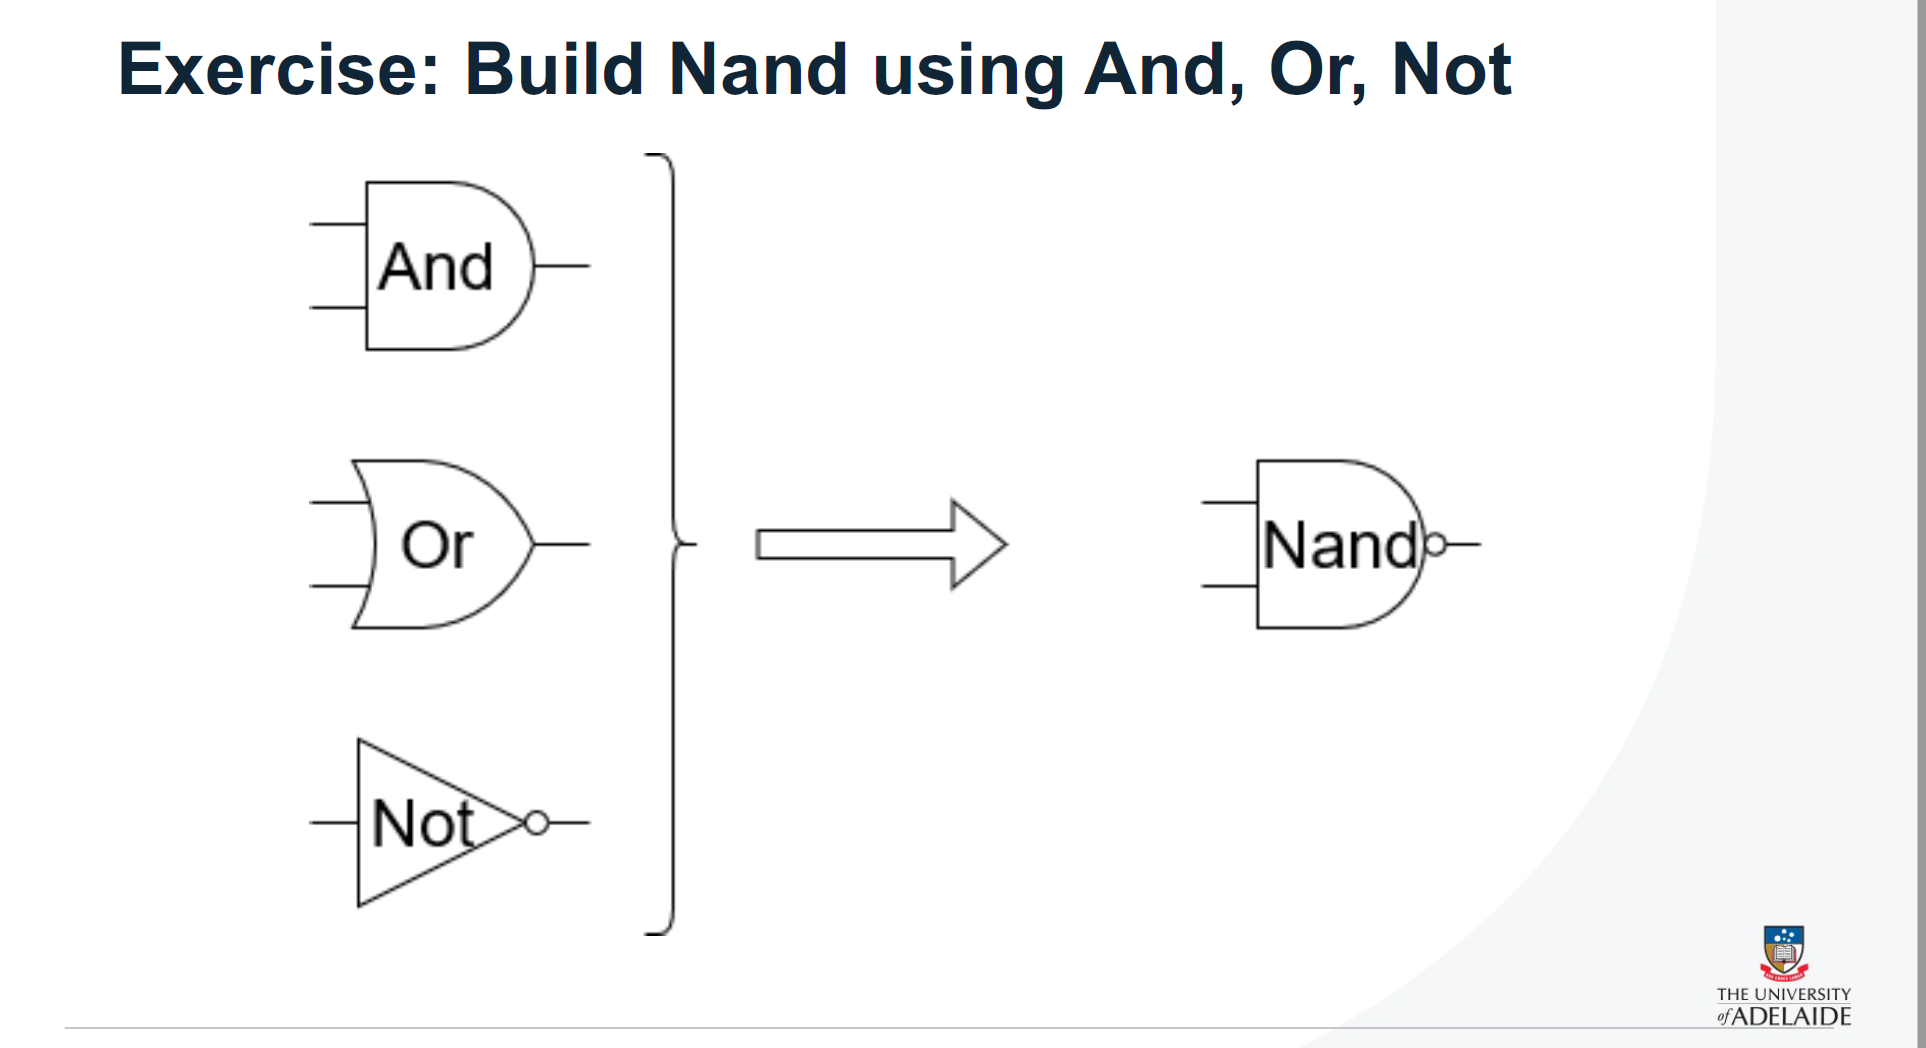 Exercise: Build Nand using And, Or, Not
And
Or
Nand
Not
THE UNIVERSITY
of ADELAIDE